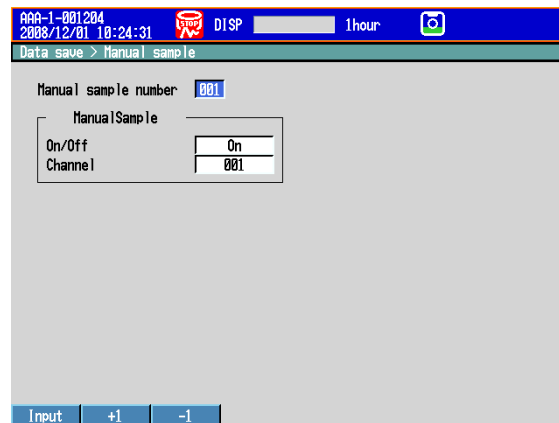 AAA-1-001204
2008/12/01 10:24:31 STOP DISP 1hour
Data save > Manual sample
Manual sample number 001
ManualSample
On/Off On
Channel 001
Input +1 -1